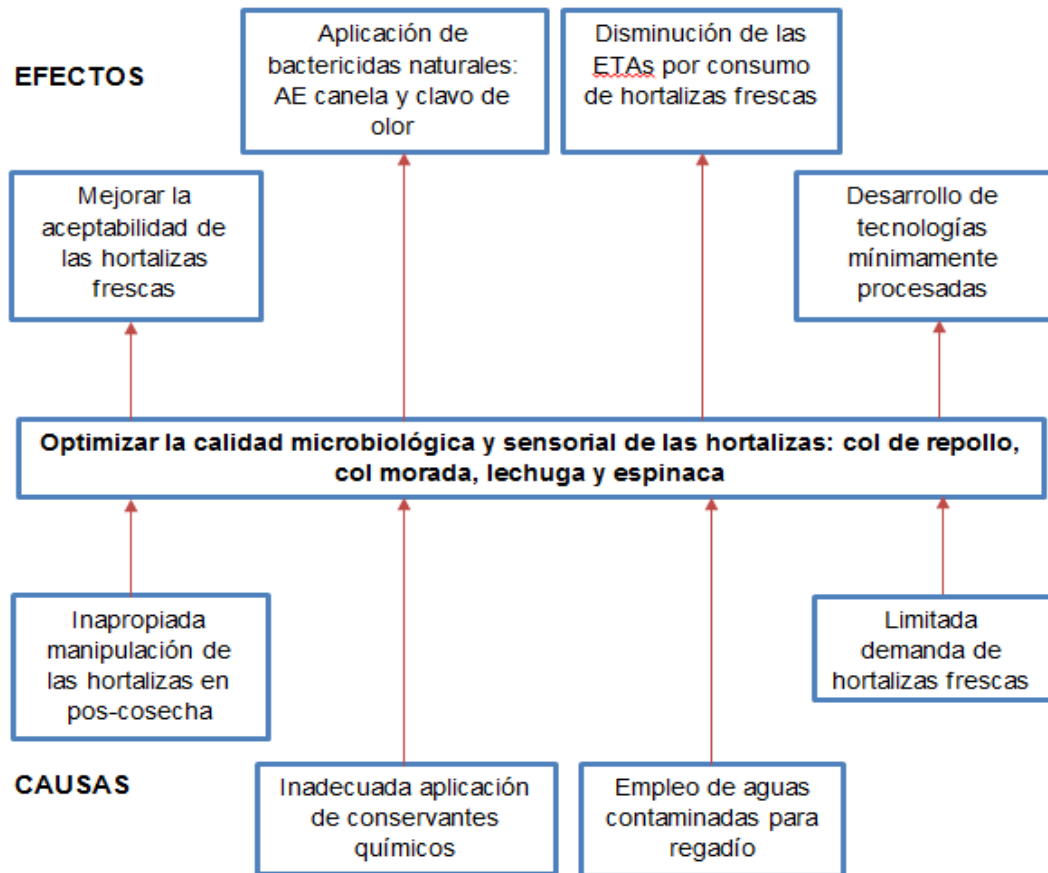 EFECTOS
Aplicación de
bactericidas naturales:
AE canela y clavo de
olor
Disminución de las
ETAs por consumo
de hortalizas frescas
Mejorar la
aceptabilidad de
las hortalizas
frescas
Desarrollo de
tecnologías
mínimamente
procesadas
Optimizar la calidad microbiológica y sensorial de las hortalizas: col de repollo,
col morada, lechuga y espinaca
Inapropiada
manipulación de
las hortalizas en
pos-cosecha
Limitada
demanda de
hortalizas frescas
CAUSAS
Inadecuada aplicación
de conservantes
químicos
Empleo de aguas
contaminadas para
regadío